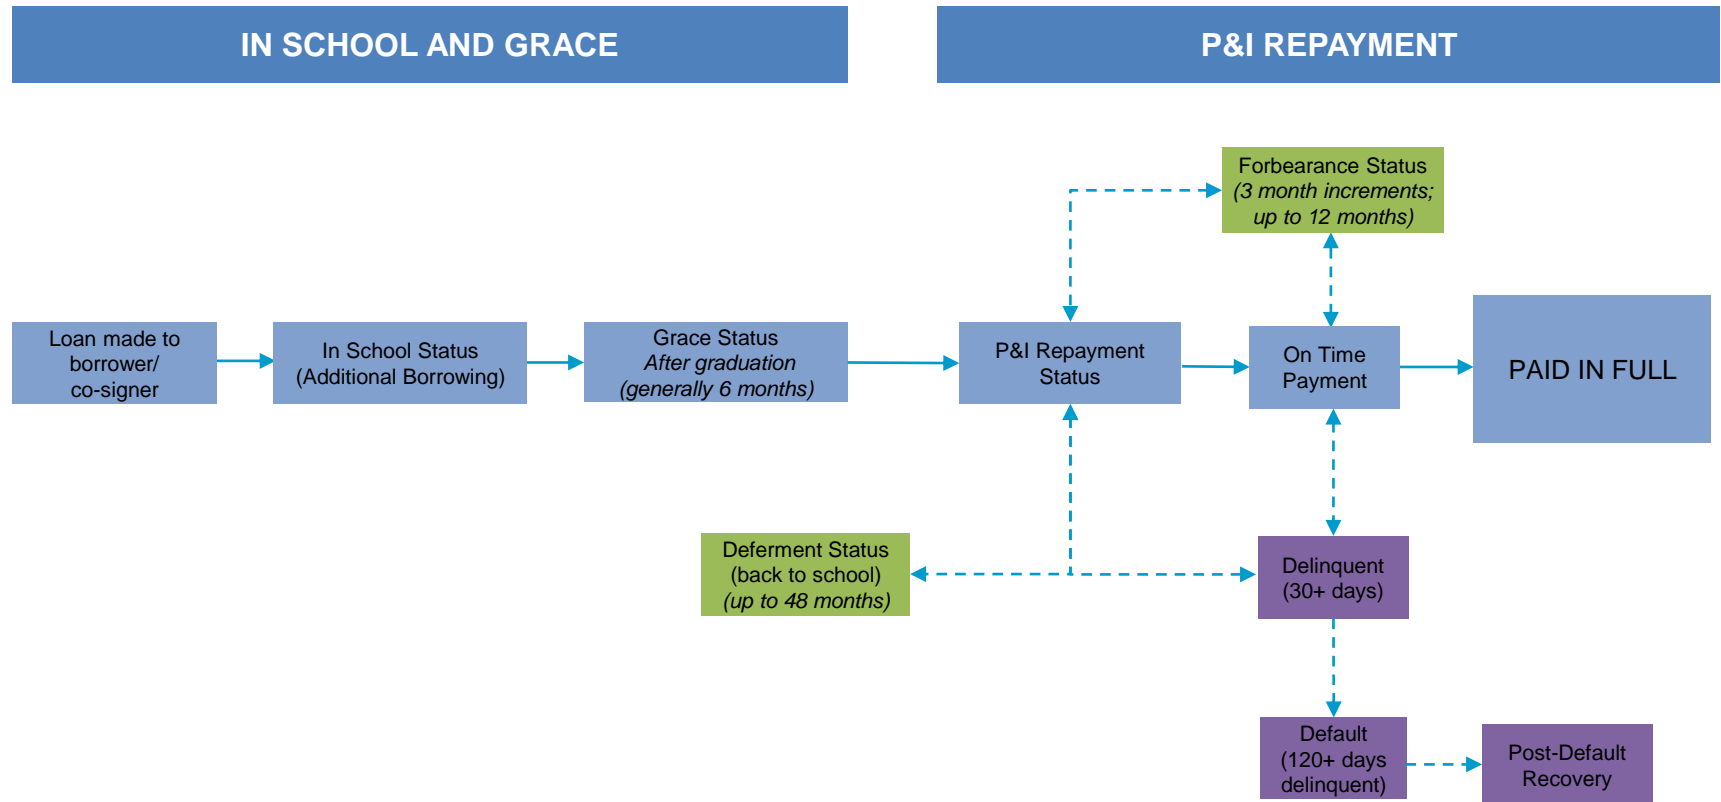 IN SCHOOL AND GRACE
P&I REPAYMENT
Forbearance Status
(3 month increments;
up to 12 months)
Loan made to
borrower/
co-signer
In School Status
(Additional Borrowing)
Grace Status
After graduation
(generally 6 months)
P&I Repayment
Status
On Time
Payment
PAID IN FULL
Deferment Status
(back to school)
(up to 48 months)
Delinquent
(30+ days)
Default
(120+ days
delinquent)
Post-Default
Recovery